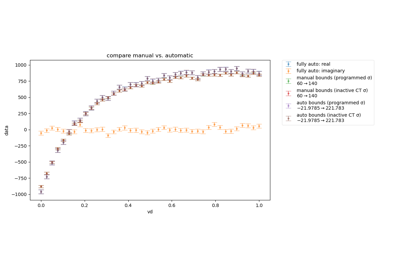 compare manual vs. automatic
data
1000
750
500
250
0
−250
−500
−750
−1000
0.0 0.2 0.4 0.6 0.8 1.0
vd
fully auto: real
fully auto: imaginary
manual bounds (programmed σ)
60→140
manual bounds (inactive CT σ)
60→140
auto bounds (programmed σ)
−21.9785→221.783
auto bounds (inactive CT σ)
−21.9785→221.783